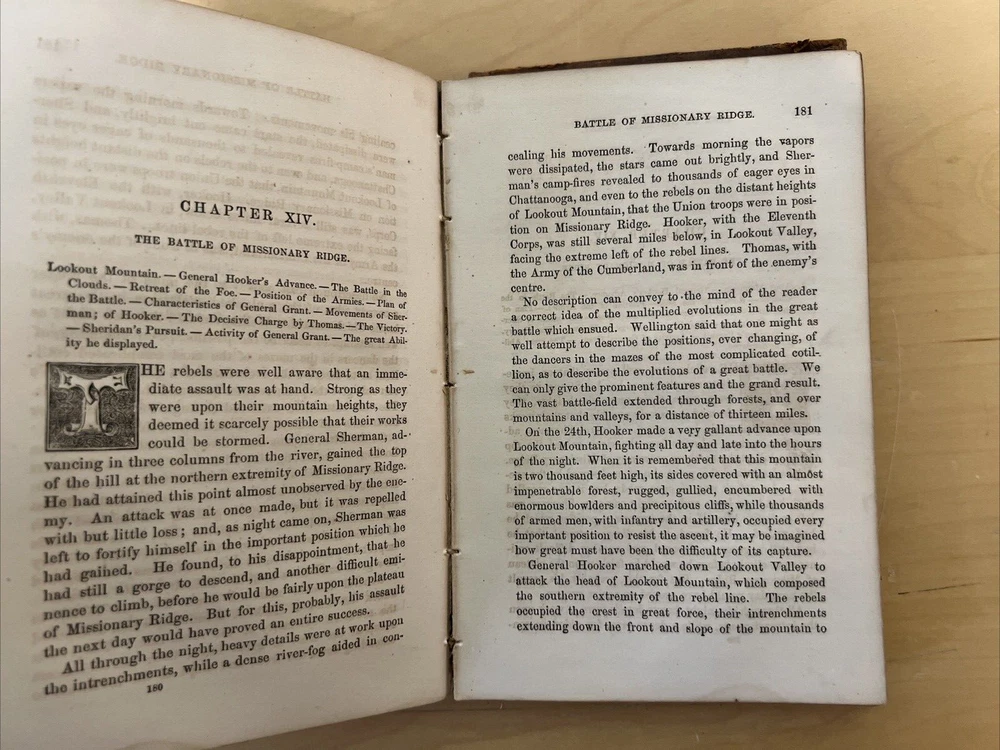 CHAPTER XIV.
THE BATTLE OF MISSIONARY RIDGE.
Lookout Mountain. — General Hooker's Advance. — The Battle in the
Clouds. — Retreat of the Foe. — Position of the Armies. — Plan of
the Battle. — Characteristics of General Grant. — Movements of Sher-
man; of Hooker. — The Decisive Charge by Thomas. — The Victory.
— Sheridan's Pursuit. — Activity of General Grant. — The great Abil-
ity he displayed.
THE rebels were well aware that an imme-
diate assault was at hand. Strong as they
were upon their mountain heights, they
deemed it scarcely possible that their works
could be stormed. General Sherman, ad-
vancing in three columns from the river, gained the top
of the hill at the northern extremity of Missionary Ridge.
He had attained this point almost unobserved by the ene-
my. An attack was at once made, but it was repelled
with but little loss; and, as night came on, Sherman was
left to fortify himself in the important position which he
had gained. He found, to his disappointment, that he
had still a gorge to descend, and another difficult emi-
nence to climb, before he would be fairly upon the plateau
of Missionary Ridge. But for this, probably, his assault
the next day would have proved an entire success.
All through the night, heavy details were at work upon
the intrenchments, while a dense river-fog aided in con-
180
BATTLE OF MISSIONARY RIDGE. 181
cealing his movements. Towards morning the vapors
were dissipated, the stars came out brightly, and Sher-
man's camp-fires revealed to thousands of eager eyes in
Chattanooga, and even to the rebels on the distant heights
of Lookout Mountain, that the Union troops were in posi-
tion on Missionary Ridge. Hooker, with the Eleventh
Corps, was still several miles below, in Lookout Valley,
facing the extreme left of the rebel lines. Thomas, with
the Army of the Cumberland, was in front of the enemy's
centre.
No description can convey to the mind of the reader
a correct idea of the multiplied evolutions in the great
battle which ensued. Wellington said that one might as
well attempt to describe the positions, ever changing, of
the dancers in the mazes of the most complicated cotil-
lion, as to describe the evolutions of a great battle. We
can only give the prominent features and the grand result.
The vast battle-field extended through forests, and over
mountains and valleys, for a distance of thirteen miles.
On the 24th, Hooker made a very gallant advance upon
Lookout Mountain, fighting all day and late into the hours
of the night. When it is remembered that this mountain
is two thousand feet high, its sides covered with an almost
impenetrable forest, rugged, gullied, encumbered with
enormous bowlders and precipitous cliffs, while thousands
of armed men, with infantry and artillery, occupied every
important position to resist the ascent, it may be imagined
how great must have been the difficulty of its capture.
General Hooker marched down Lookout Valley to
attack the head of Lookout Mountain, which composed
the southern extremity of the rebel line. The rebels
occupied the crest in great force, their intrenchments
extending down the front and slope of the mountain to